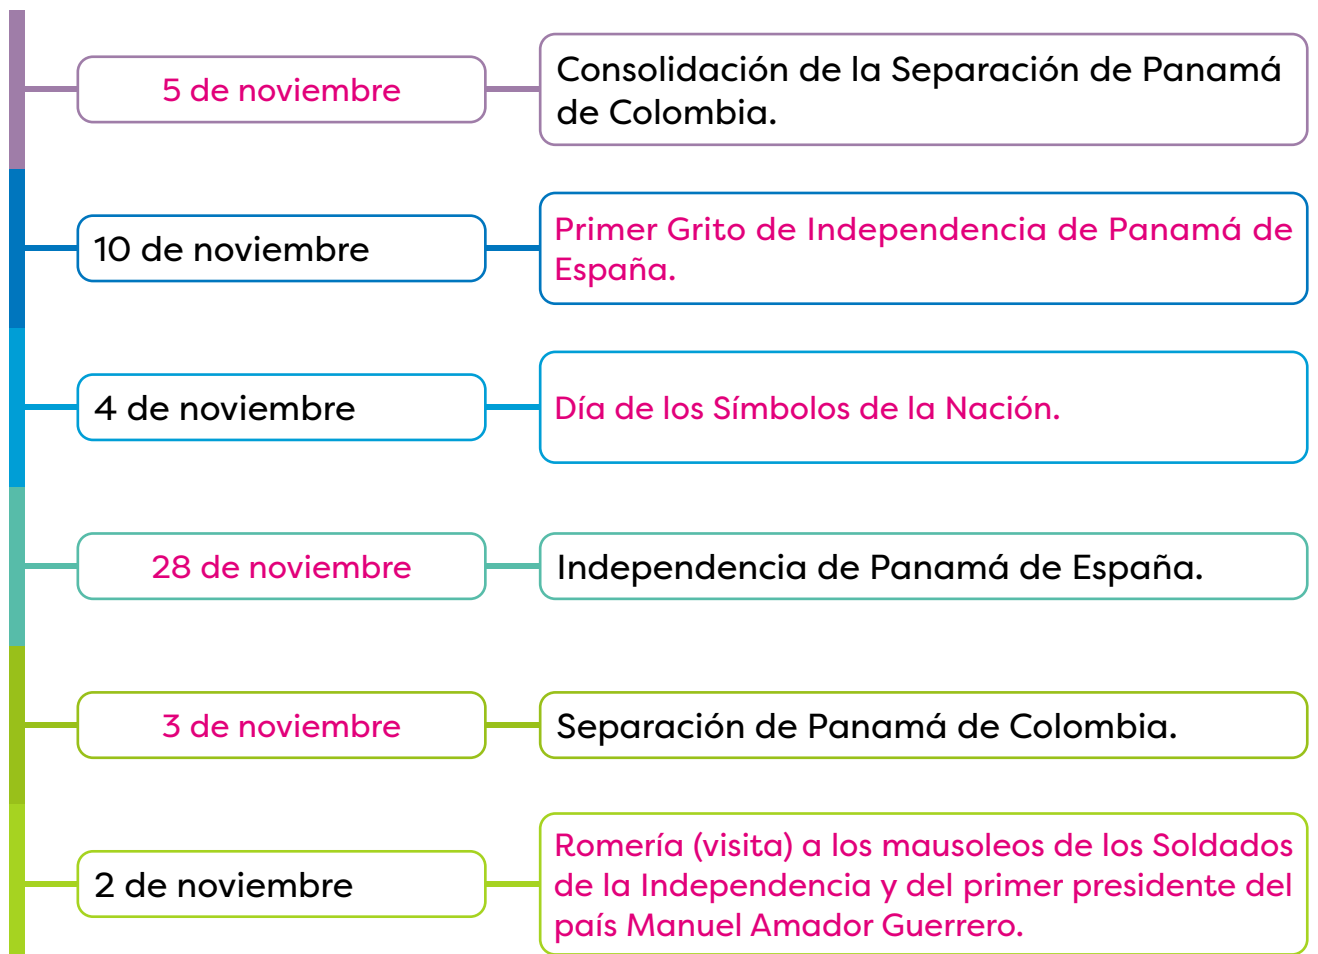 5 de noviembre
Consolidación de la Separación de Panamá
de Colombia.
10 de noviembre
Primer Grito de Independencia de Panamá de
España.
4 de noviembre
Día de los Símbolos de la Nación.
28 de noviembre
Independencia de Panamá de España.
3 de noviembre
Separación de Panamá de Colombia.
2 de noviembre
Romería (visita) a los mausoleos de los Soldados
de la Independencia y del primer presidente del
país Manuel Amador Guerrero.